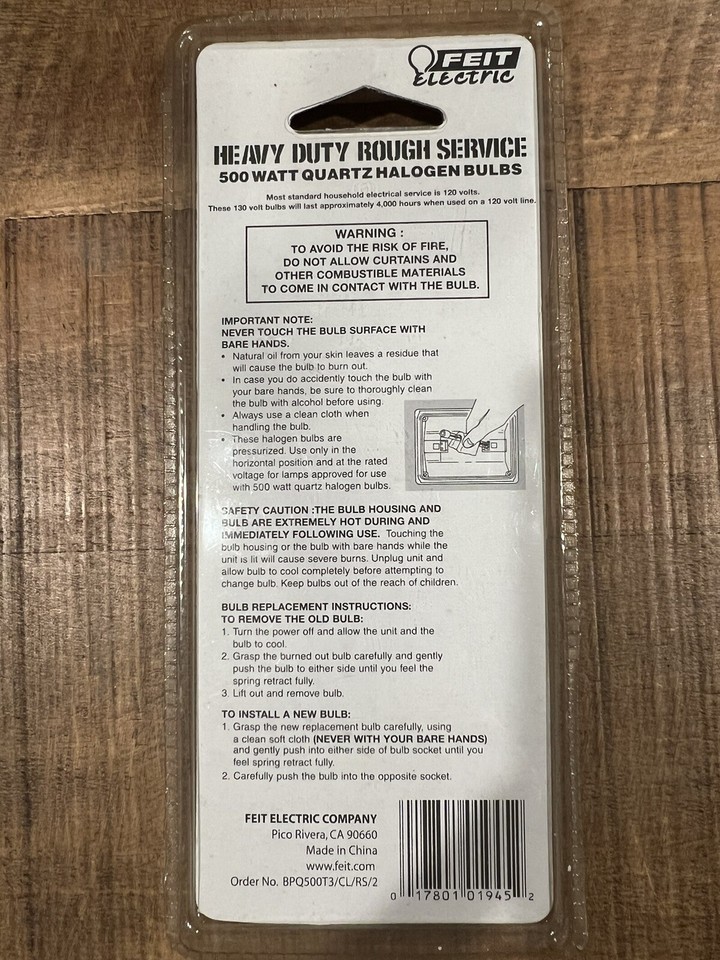 FEIT
ELECTRIC
HEAVY DUTY ROUGH SERVICE
500 WATT QUARTZ HALOGEN BULBS
Most standard household electrical service is 120 volts.
These 130 volt bulbs will last approximately 4,000 hours when used on a 120 volt line.
WARNING :
TO AVOID THE RISK OF FIRE,
DO NOT ALLOW CURTAINS AND
OTHER COMBUSTIBLE MATERIALS
TO COME IN CONTACT WITH THE BULB.
IMPORTANT NOTE:
NEVER TOUCH THE BULB SURFACE WITH
BARE HANDS.
• Natural oil from your skin leaves a residue that
will cause the bulb to burn out.
• In case you do accidently touch the bulb with
your bare hands, be sure to thoroughly clean
the bulb with alcohol before using.
• Always use a clean cloth when
handling the bulb.
• These halogen bulbs are
pressurized. Use only in the
horizontal position and at the rated
voltage for lamps approved for use
with 500 watt quartz halogen bulbs.
SAFETY CAUTION :THE BULB HOUSING AND
BULB ARE EXTREMELY HOT DURING AND
IMMEDIATELY FOLLOWING USE. Touching the
bulb housing or the bulb with bare hands while the
unit is lit will cause severe burns. Unplug unit and
allow bulb to cool completely before attempting to
change bulb. Keep bulbs out of the reach of children.
BULB REPLACEMENT INSTRUCTIONS:
TO REMOVE THE OLD BULB:
1. Turn the power off and allow the unit and the
bulb to cool.
2. Grasp the burned out bulb carefully and gently
push the bulb to either side until you feel the
spring retract fully.
3. Lift out and remove bulb.
TO INSTALL A NEW BULB:
1. Grasp the new replacement bulb carefully, using
a clean soft cloth (NEVER WITH YOUR BARE HANDS)
and gently push into either side of bulb socket until you
feel spring retract fully.
2. Carefully push the bulb into the opposite socket.
FEIT ELECTRIC COMPANY
Pico Rivera, CA 90660
Made in China
www.feit.com
Order No. BPQ500T3/CL/RS/2
0 17801 01945 2